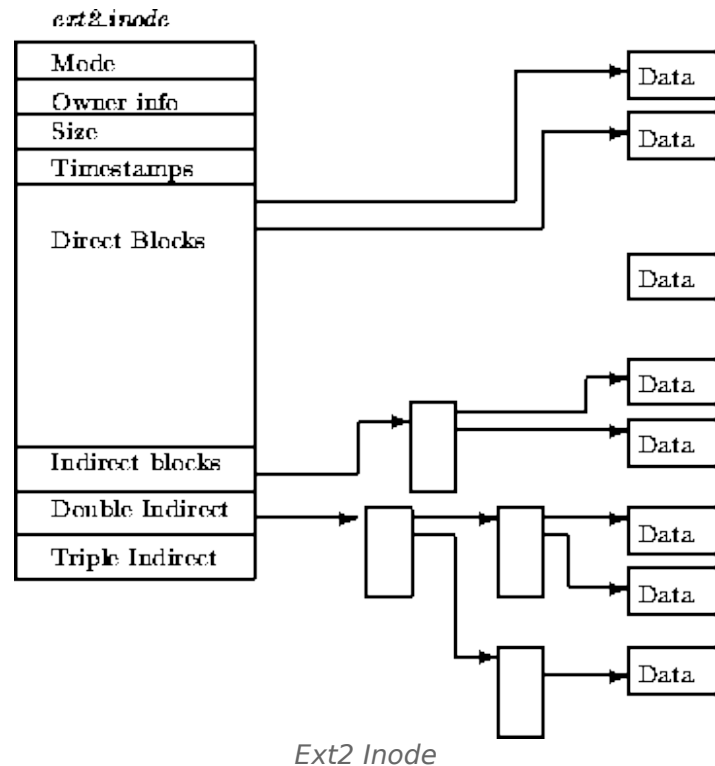 ext2_inode
Mode
Owner info
Size
Timestamps
Direct Blocks
Indirect blocks
Double Indirect
Triple Indirect
Data
Data
Data
Data
Data
Data
Data
Data
Ext2 Inode